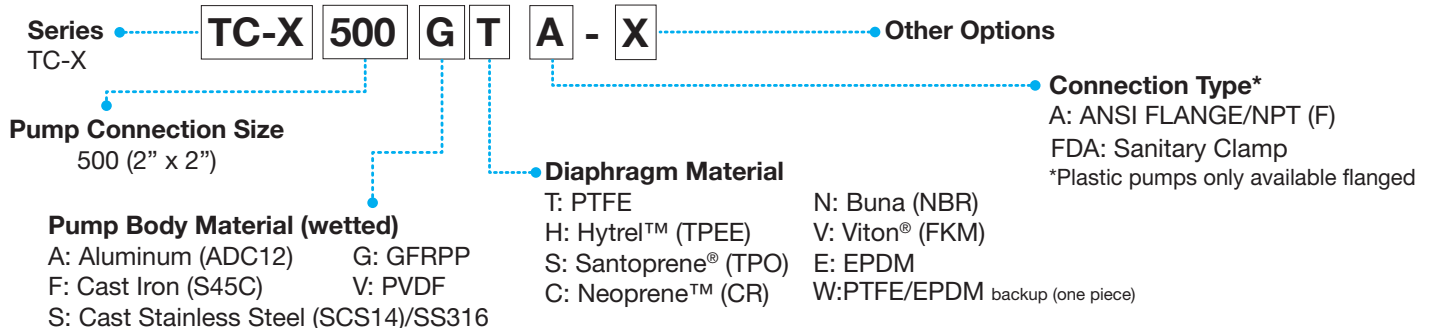 Series
TC-X
TC-X 500 G T A - X
Other Options
Connection Type*
A: ANSI FLANGE/NPT (F)
FDA: Sanitary Clamp
*Plastic pumps only available flanged
Pump Connection Size
500 (2” x 2”)
Diaphragm Material
T: PTFE
H: Hytrel™ (TPEE)
S: Santoprene® (TPO)
C: Neoprene™ (CR)
N: Buna (NBR)
V: Viton® (FKM)
E: EPDM
W:PTFE/EPDM backup (one piece)
Pump Body Material (wetted)
A: Aluminum (ADC12)
F: Cast Iron (S45C)
S: Cast Stainless Steel (SCS14)/SS316
G: GFRPP
V: PVDF